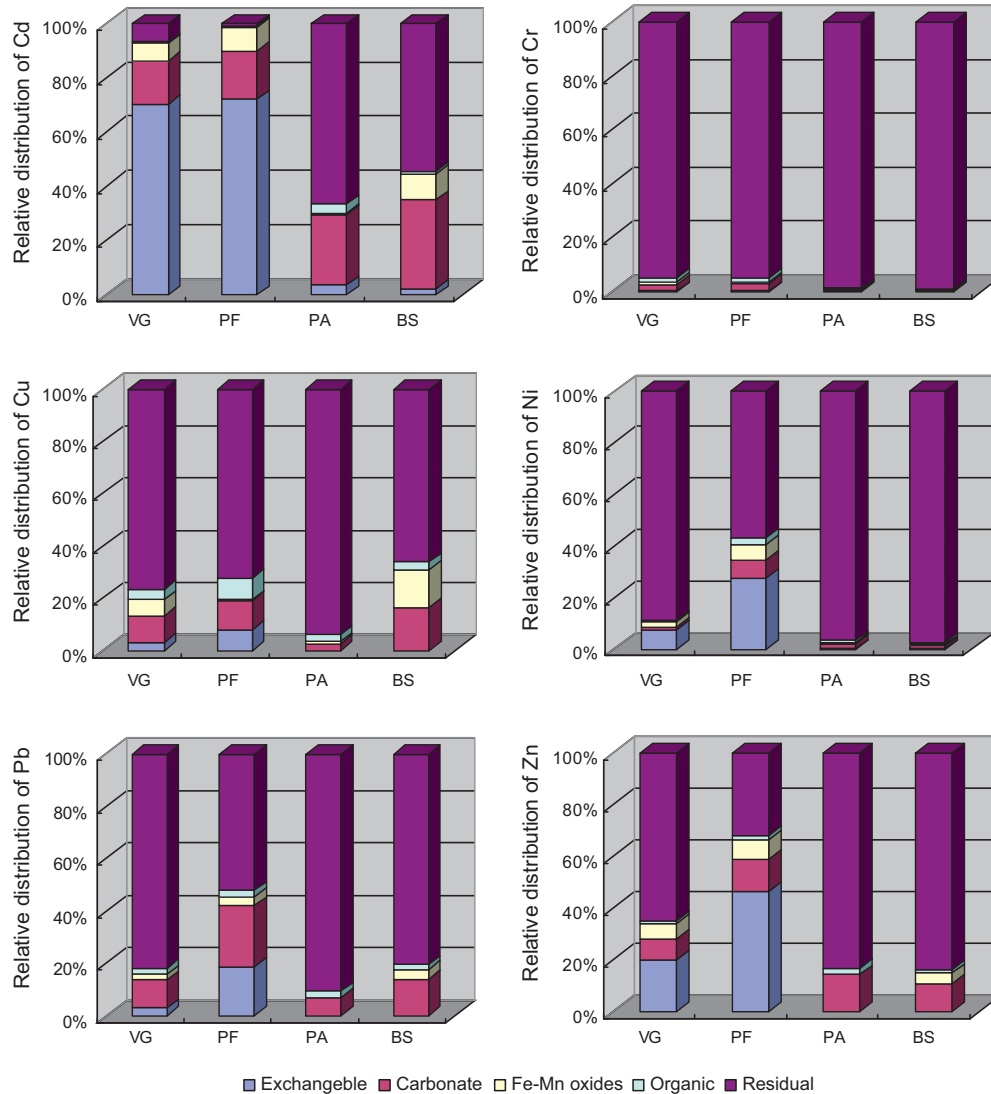 Relative distribution of Cd
100%
80%
60%
40%
20%
0%
VG PF PA BS
Relative distribution of Cr
100%
80%
60%
40%
20%
0%
VG PF PA BS
Relative distribution of Cu
100%
80%
60%
40%
20%
0%
VG PF PA BS
Relative distribution of Ni
100%
80%
60%
40%
20%
0%
VG PF PA BS
Relative distribution of Pb
100%
80%
60%
40%
20%
0%
VG PF PA BS
Relative distribution of Zn
100%
80%
60%
40%
20%
0%
VG PF PA BS
Exchangeble Carbonate Fe-Mn oxides Organic Residual